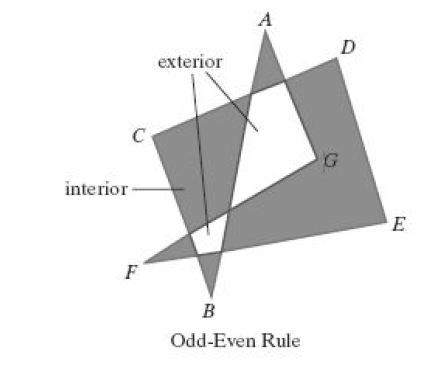 A
D
exterior
C
G
interior
E
F
B
Odd-Even Rule